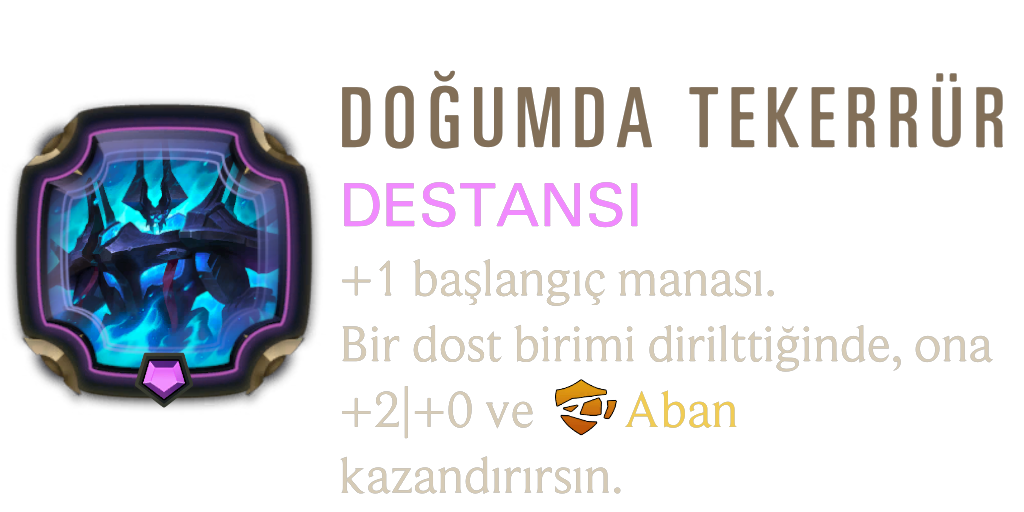 DOĞUMDA TEKERRÜR
DESTANSI
+1 başlangıç manası.
Bir dost birimi dirilttiğinde, ona
+2|+0 ve Aban
kazandırırsın.